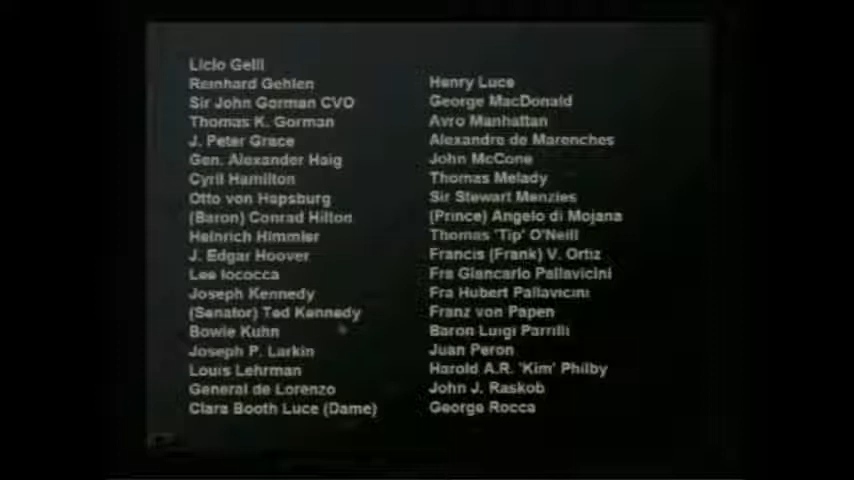 Licio Gelli
Reinhard Gehlen
Sir John Gorman CVO
Thomas K. Gorman
J. Peter Grace
Gen. Alexander Haig
Cyril Hamilton
Otto von Hapsburg
(Baron) Conrad Hilton
Heinrich Himmler
J. Edgar Hoover
Lee Iococca
Joseph Kennedy
(Senator) Ted Kennedy
Bowie Kuhn
Joseph P. Larkin
Louis Lehrman
General de Lorenzo
Clara Booth Luce (Dame)
Henry Luce
George MacDonald
Avro Manhattan
Alexandre de Marenches
John McCone
Thomas Melady
Sir Stewart Menzies
(Prince) Angelo di Mojana
Thomas 'Tip' O'Neill
Francis (Frank) V. Ortiz
Fra Giancarlo Pallavicini
Fra Hubert Pallavicini
Franz von Papen
Baron Luigi Parrilli
Juan Peron
Harold A.R. 'Kim' Philby
John J. Raskob
George Rocca